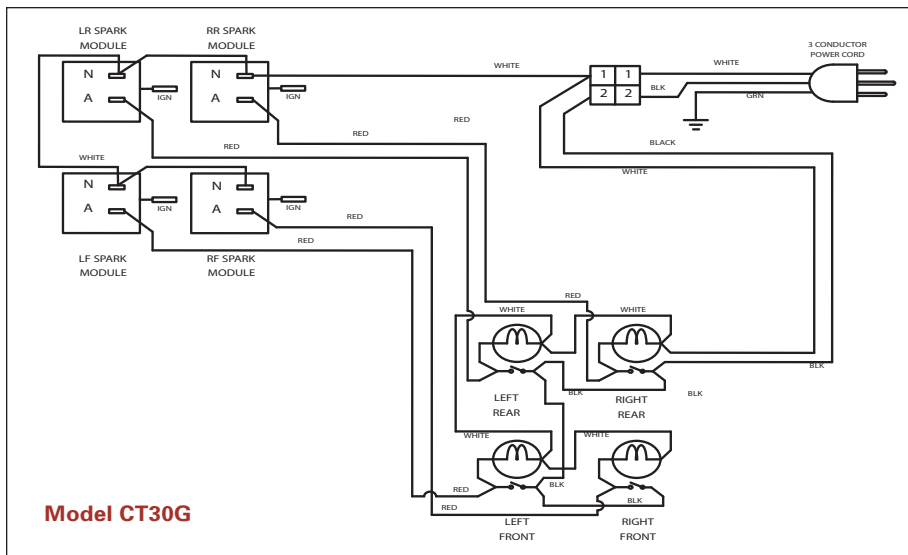 LR SPARK
MODULE
RR SPARK
MODULE
3 CONDUCTOR
POWER CORD
WHITE
1 1
WHITE
N
N
2 2
BLK
A
IGN
A
IGN
GRN
RED
RED
RED
BLACK
WHITE
WHITE
N
N
A
IGN
A
IGN
RED
RED
LF SPARK
MODULE
RF SPARK
MODULE
RED
WHITE
WHITE
BLK
BLK
BLK
LEFT
REAR
RIGHT
REAR
WHITE
WHITE
BLK
RED
BLK
RED
LEFT
FRONT
RIGHT
FRONT
Model CT30G